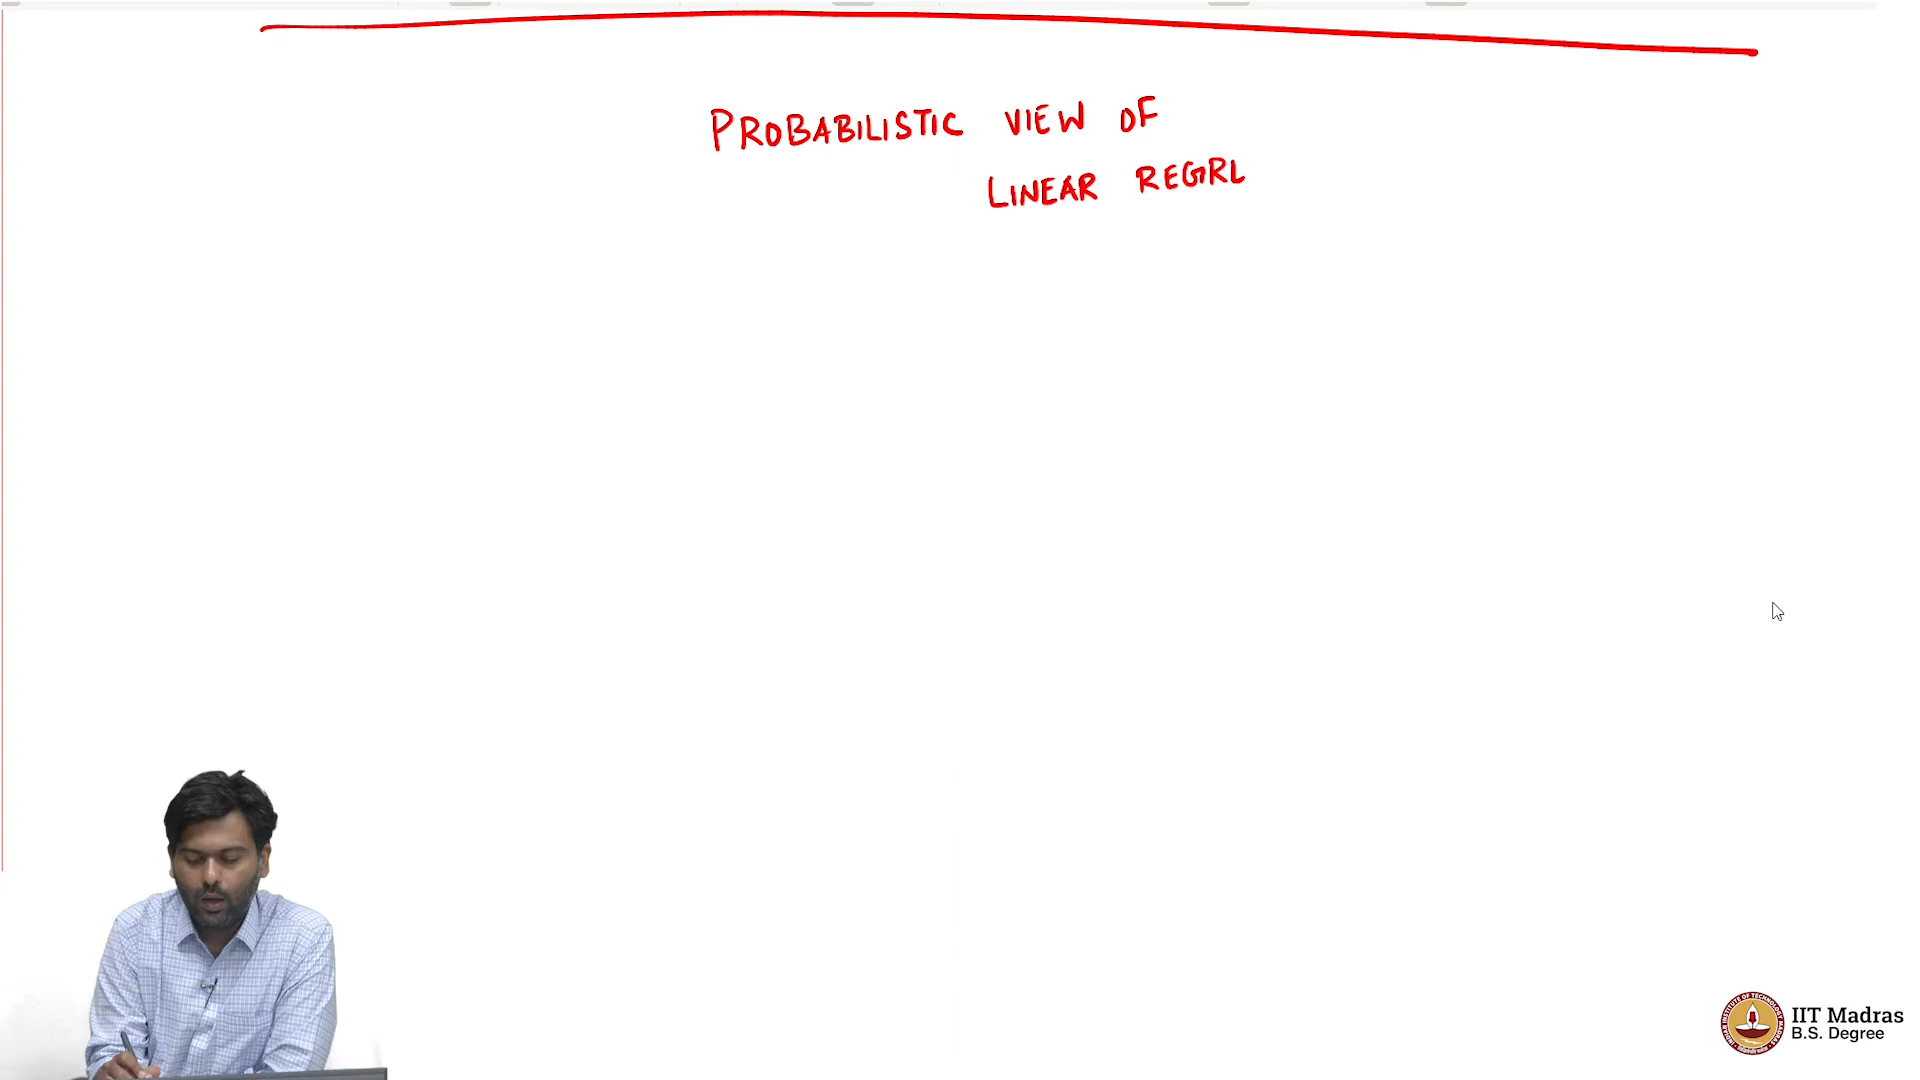 PROBABILISTIC VIEW OF
LINEAR REGRL
IIT Madras
B.S. Degree